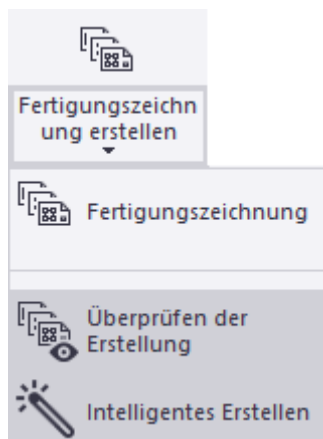 Fertigungszeichn
ung erstellen
Fertigungszeichnung
Überprüfen der
Erstellung
Intelligentes Erstellen